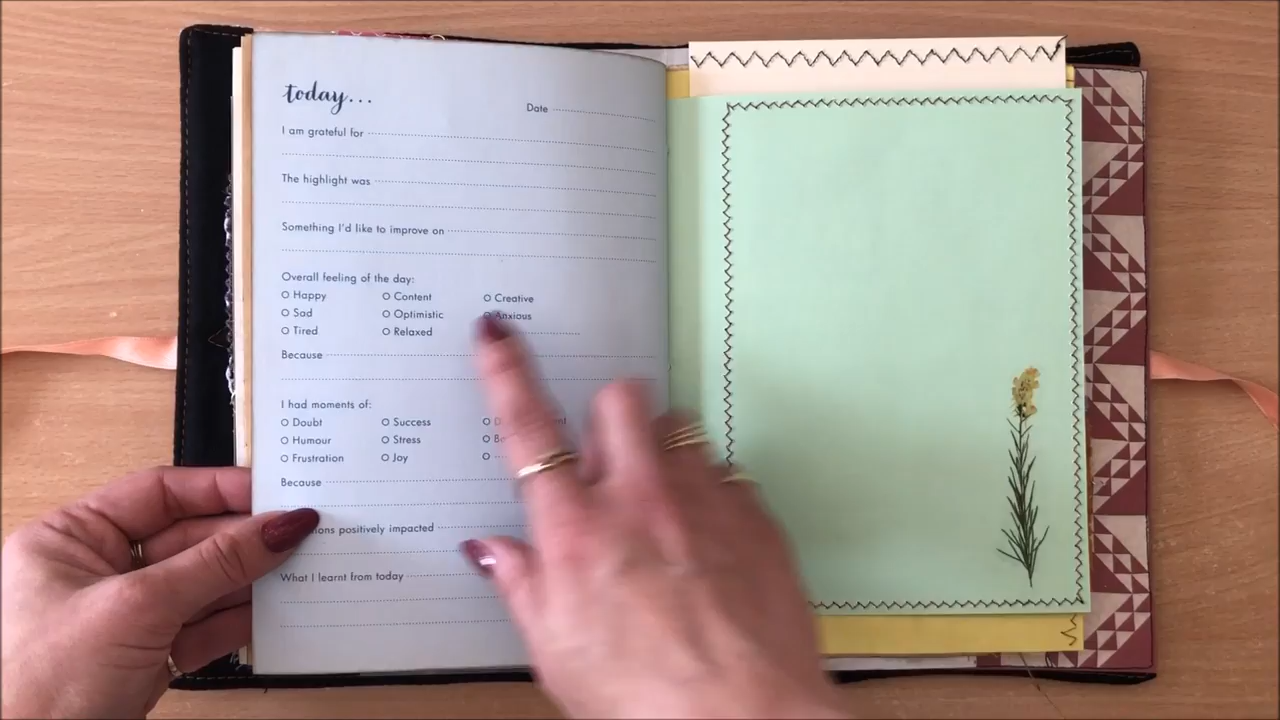 today...
Date
I am grateful for
The highlight was
Something I'd like to improve on
Overall feeling of the day:
Happy Content Creative
Sad Optimistic Anxious
Tired Relaxed
Because
I had moments of:
Doubt Success
Humour Stress
Frustration Joy
Because
positively impacted
What I learnt from today